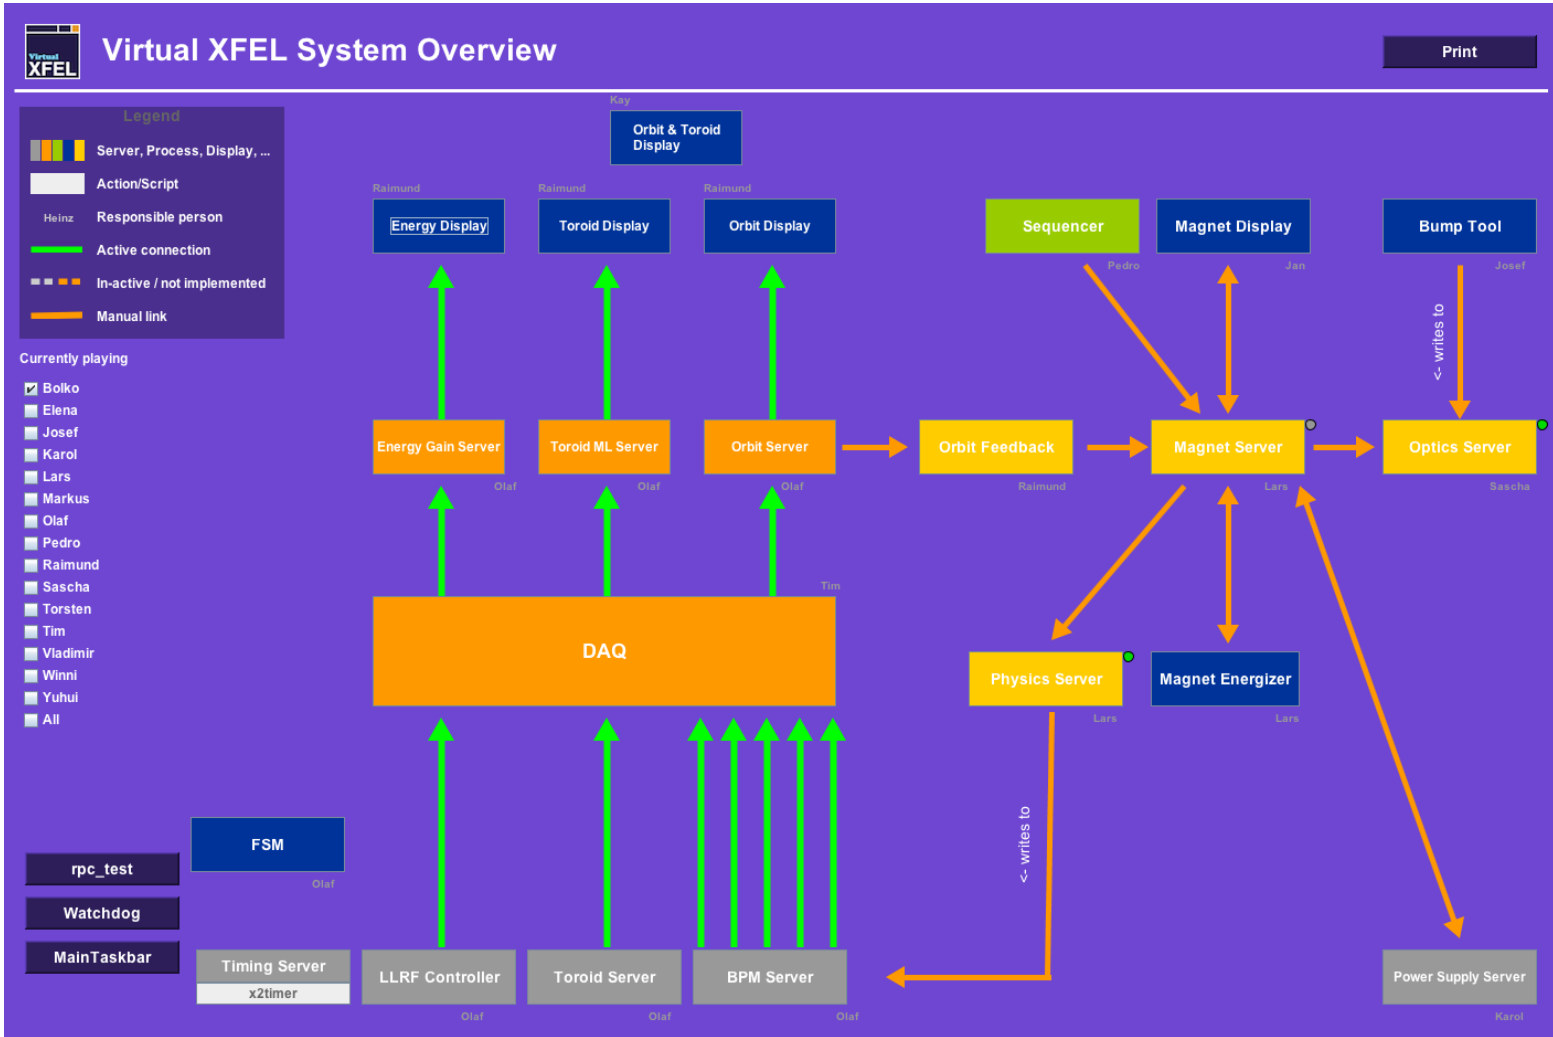 Virtual
XFEL
Virtual XFEL System Overview
Print
Legend
Server, Process, Display, ...
Action/Script
Heinz
Responsible person
Active connection
In-active / not implemented
Manual link
Currently playing
Bolko
Elena
Josef
Karol
Lars
Markus
Olaf
Pedro
Raimund
Sascha
Torsten
Tim
Vladimir
Winni
Yuhui
All
rpc_test
Watchdog
MainTaskbar
Kay
Orbit & Toroid
Display
Raimund
Energy Display
Raimund
Toroid Display
Raimund
Orbit Display
Sequencer
Pedro
Magnet Display
Jan
Bump Tool
Josef
<- writes to
Energy Gain Server
Olaf
Toroid ML Server
Olaf
Orbit Server
Olaf
Orbit Feedback
Raimund
Magnet Server
Lars
Optics Server
Sascha
Tim
DAQ
Physics Server
Lars
Magnet Energizer
Lars
<- writes to
FSM
Olaf
Timing Server
x2timer
LLRF Controller
Olaf
Toroid Server
Olaf
BPM Server
Olaf
Power Supply Server
Karol